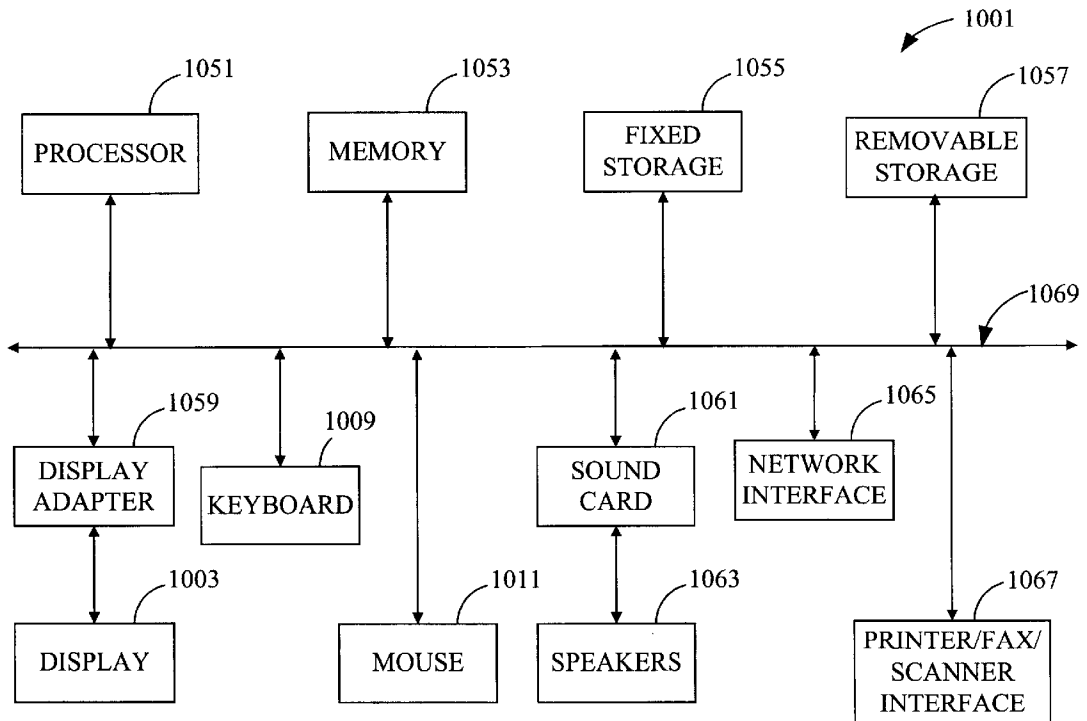 1001
1051
1053
1055
1057
PROCESSOR
MEMORY
FIXED
STORAGE
REMOVABLE
STORAGE
1069
1059
1009
1061
1065
DISPLAY
ADAPTER
KEYBOARD
SOUND
CARD
NETWORK
INTERFACE
1003
1011
1063
1067
DISPLAY
MOUSE
SPEAKERS
PRINTER/FAX/
SCANNER
INTERFACE